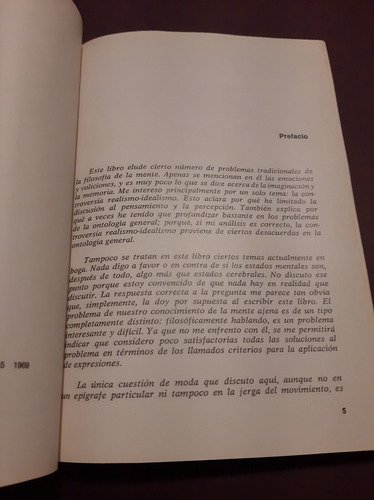 Prefacio
Este libro elude cierto número de problemas tradicionales de
la filosofía de la mente. Apenas se mencionan en él las emociones
y voliciones, y es muy poco lo que se dice acerca de la imaginación y
la memoria. Me intereso principalmente por un solo tema: la con-
troversia realismo-idealismo. Esto aclara por qué he limitado la
discusión al pensamiento y la percepción. También explica por
qué a veces he tenido que profundizar bastante en los problemas
de la ontología general; porque, si mi análisis es correcto, la con-
troversia realismo-idealismo proviene de ciertos desacuerdos en la
ontología general.
Tampoco se tratan en este libro ciertos temas actualmente en
boga. Nada digo a favor o en contra de si los estados mentales son,
después de todo, algo más que estados cerebrales. No discuto ese
punto porque estoy convencido de que nada hay en realidad que
discutir. La respuesta correcta a la pregunta me parece tan obvia
que, simplemente, la doy por supuesta al escribir este libro. El
problema de nuestro conocimiento de la mente ajena es de un tipo
completamente distinto: filosóficamente hablando, es un problema
interesante y difícil. Ya que no me enfrento con él, se me permitirá
indicar que considero poco satisfactorias todas las soluciones al
problema en términos de los llamados criterios para la aplicación
de expresiones.
La única cuestión de moda que discuto aquí, aunque no en
un epígrafe particular ni tampoco en la jerga del movimiento, es
5
5 1969